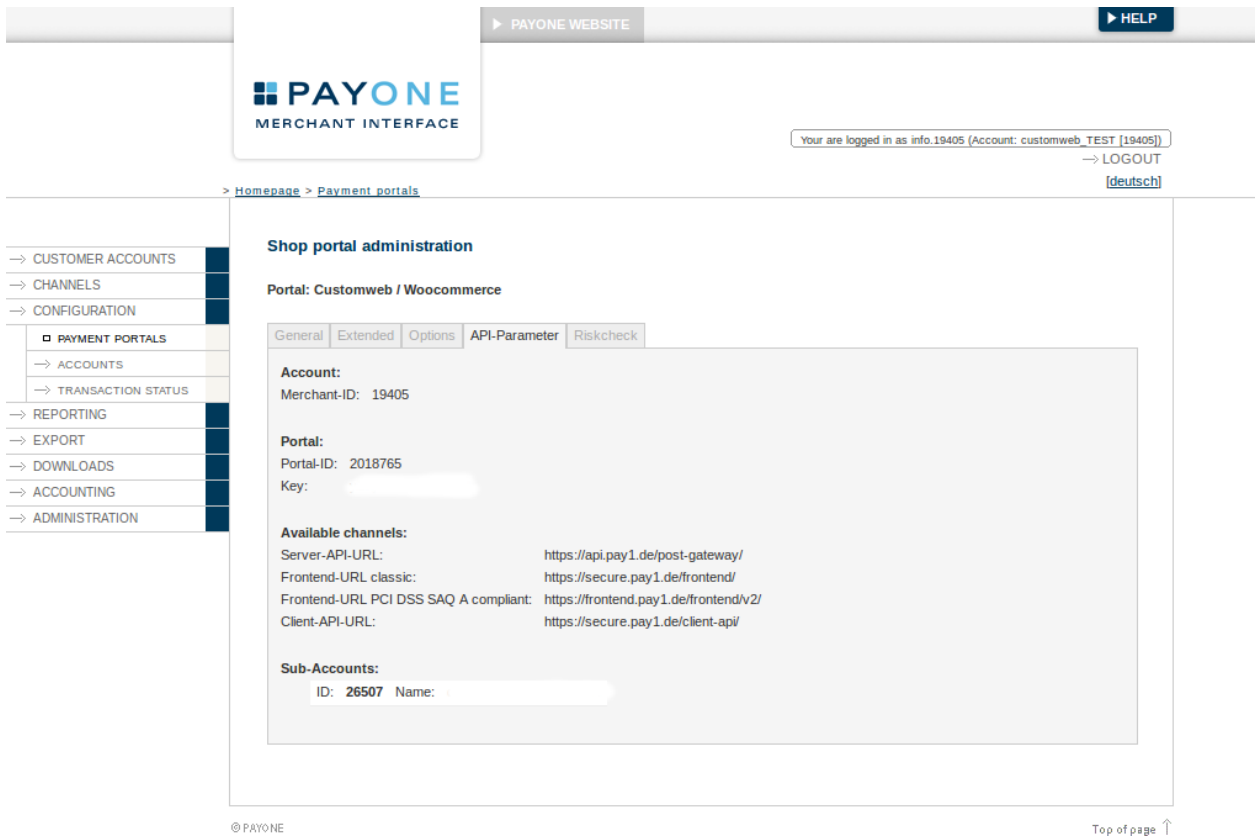 PAYONE WEBSITE
HELP
PAYONE
MERCHANT INTERFACE
Your are logged in as info.19405 (Account: customweb_TEST [19405])
LOGOUT
[deutsch]
> Homepage > Payment portals
CUSTOMER ACCOUNTS
CHANNELS
CONFIGURATION
PAYMENT PORTALS
ACCOUNTS
TRANSACTION STATUS
REPORTING
EXPORT
DOWNLOADS
ACCOUNTING
ADMINISTRATION
Shop portal administration
Portal: Customweb / Woocommerce
General Extended Options API-Parameter Riskcheck
Account:
Merchant-ID: 19405
Portal:
Portal-ID: 2018765
Key:
Available channels:
Server-API-URL: https://api.pay1.de/post-gateway/
Frontend-URL classic: https://secure.pay1.de/frontend/
Frontend-URL PCI DSS SAQ A compliant: https://frontend.pay1.de/frontend/v2/
Client-API-URL: https://secure.pay1.de/client-api/
Sub-Accounts:
ID: 26507 Name:
© PAYONE
Top of page